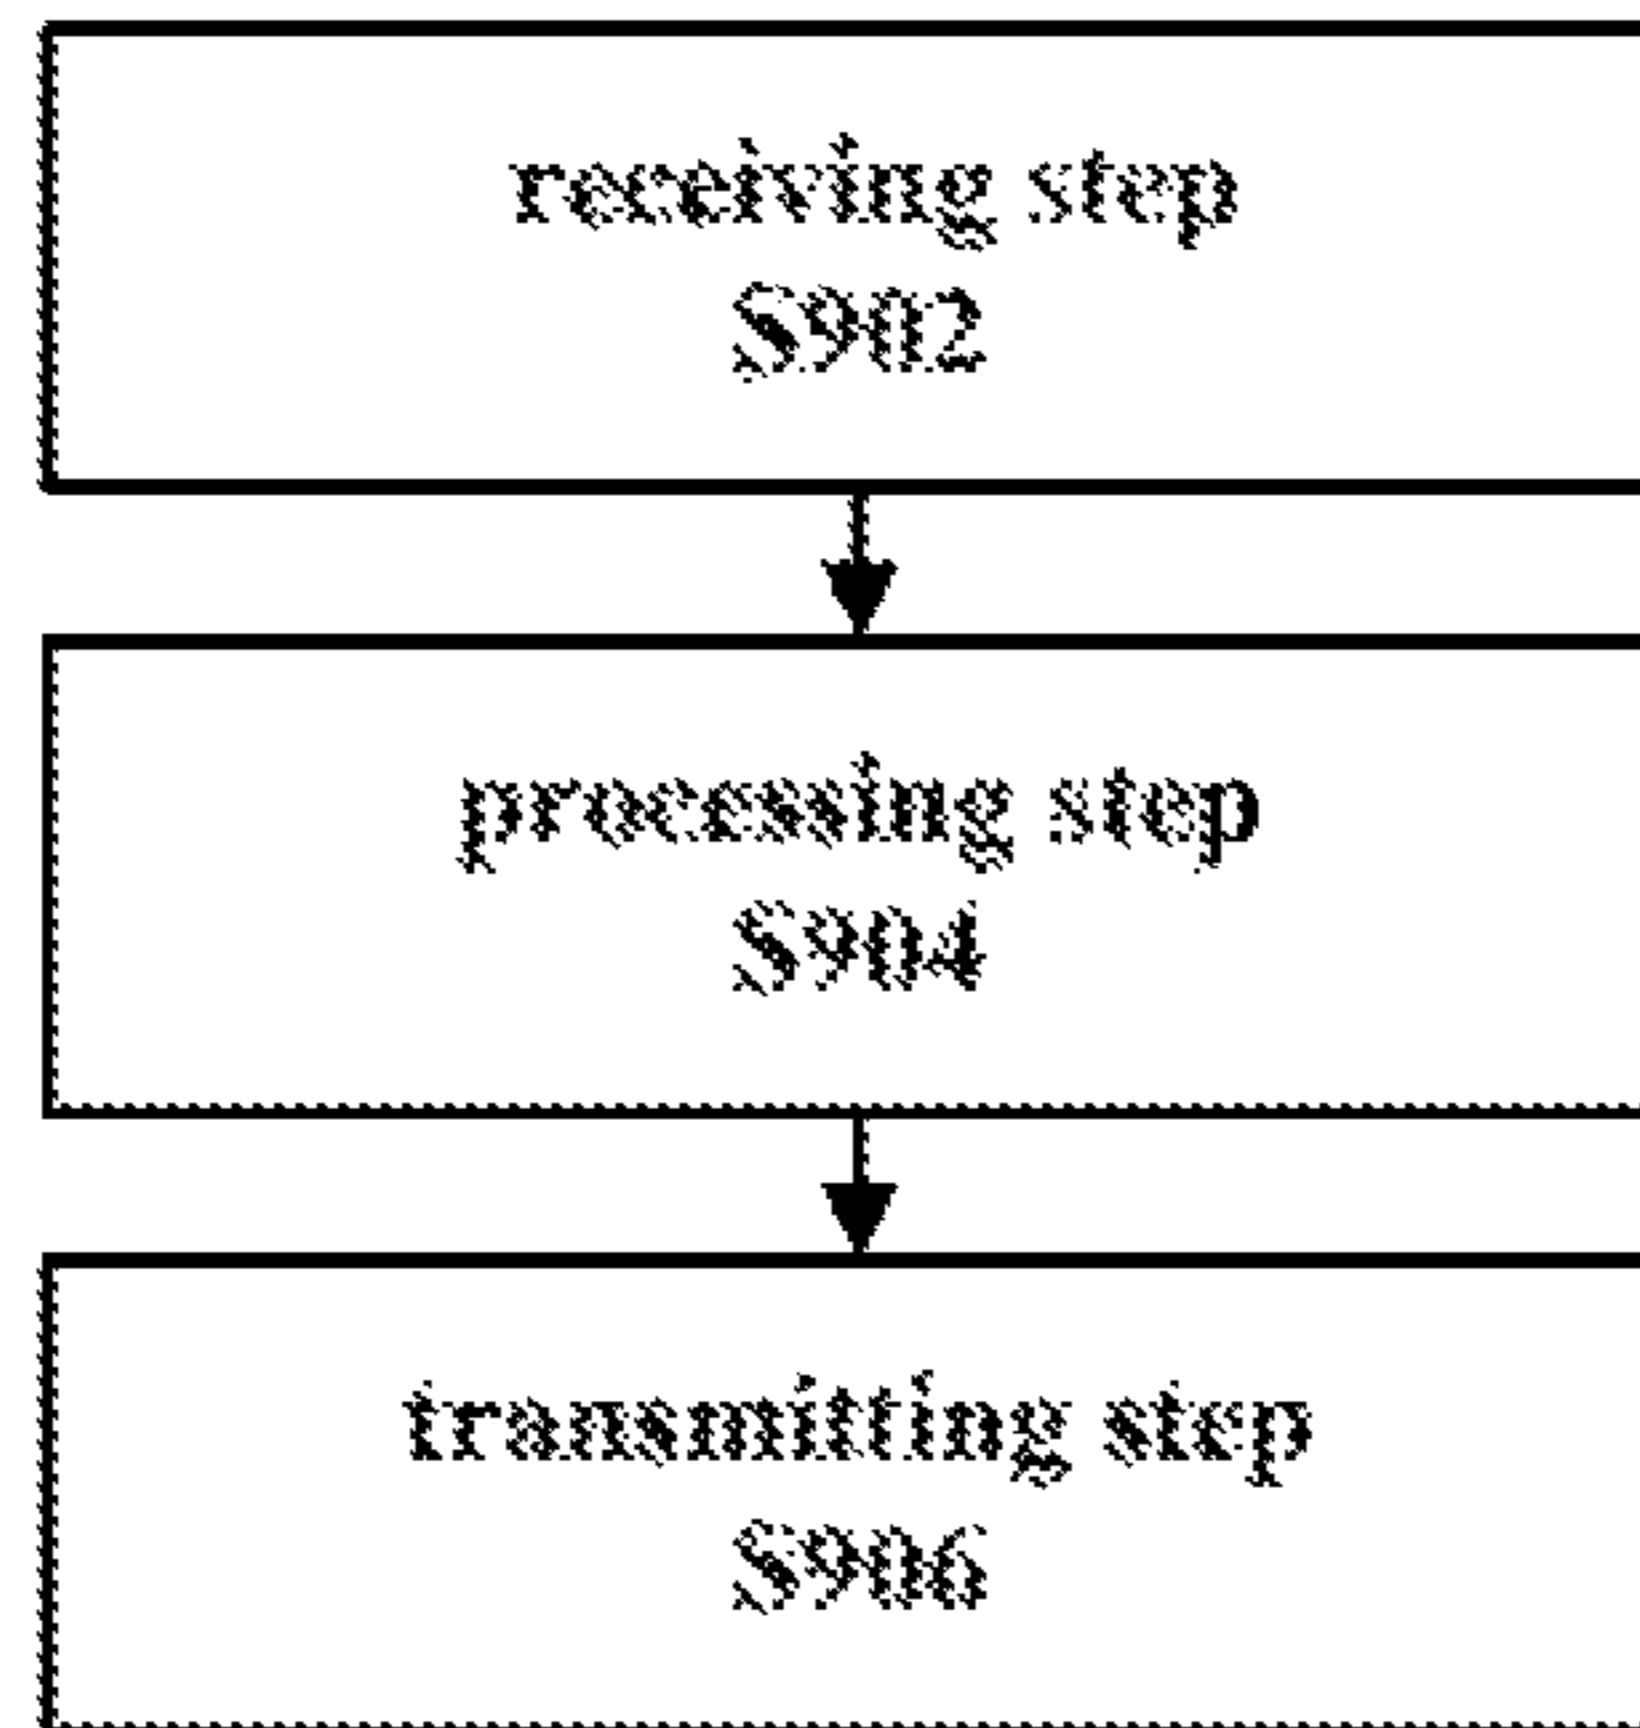 receiving step
S902
processing step
S904
transmitting step
S906